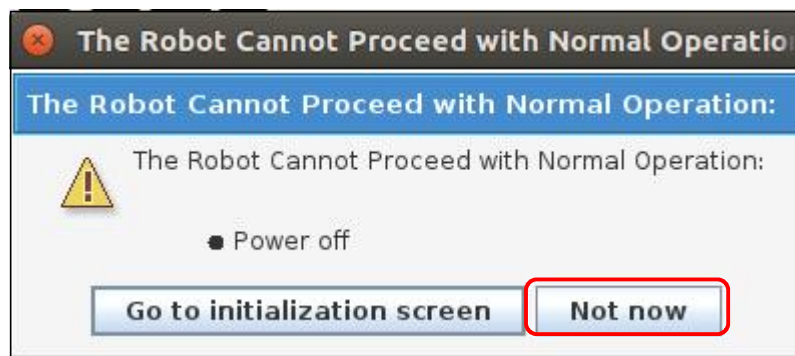 The Robot Cannot Proceed with Normal Operation
The Robot Cannot Proceed with Normal Operation:
The Robot Cannot Proceed with Normal Operation:
Power off
Go to initialization screen Not now